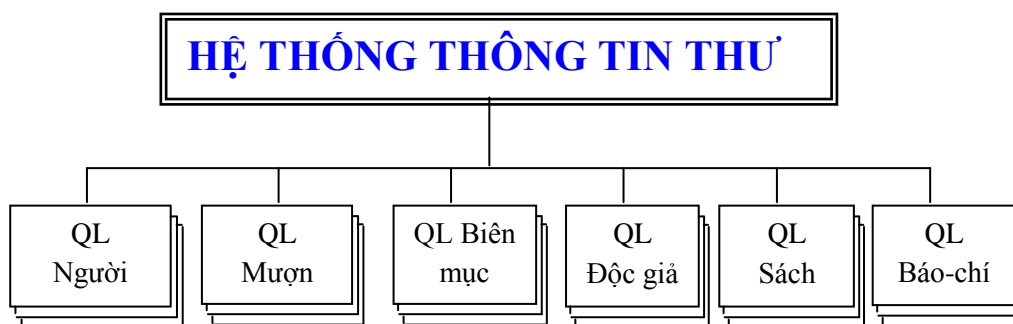 HỆ THỐNG THÔNG TIN THƯ
QL
Người
QL
Mượn
QL Biên
mục
QL
Độc giả
QL
Sách
QL
Báo-chí